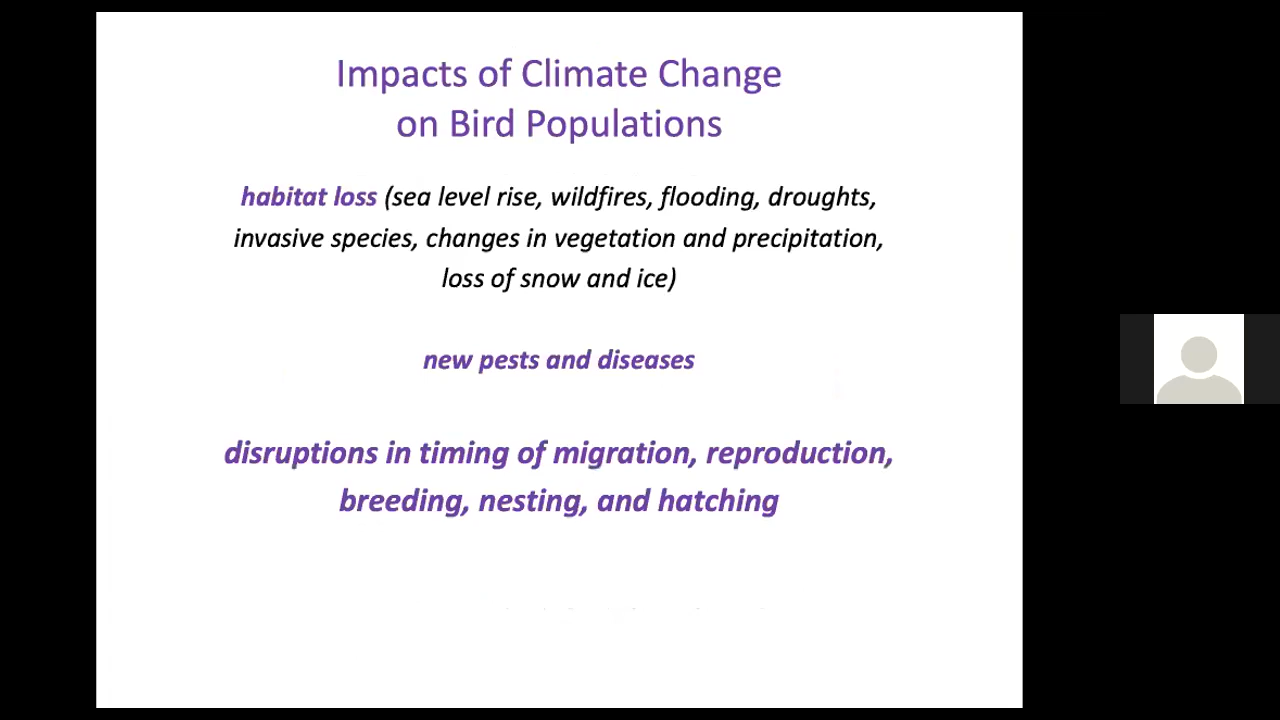 Impacts of Climate Change
on Bird Populations
habitat loss (sea level rise, wildfires, flooding, droughts,
invasive species, changes in vegetation and precipitation,
loss of snow and ice)
new pests and diseases
disruptions in timing of migration, reproduction,
breeding, nesting, and hatching